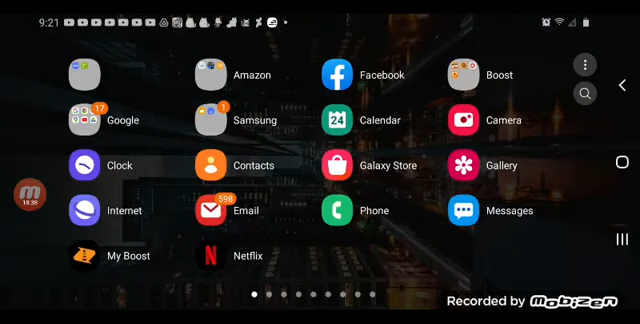 9:21
Amazon
Facebook
Boost
17
Google
1
Samsung
24
Calendar
Camera
Clock
Contacts
Galaxy Store
Gallery
18:38
Internet
598
Email
Phone
Messages
My Boost
N
Netflix
Recorded by Mobizen